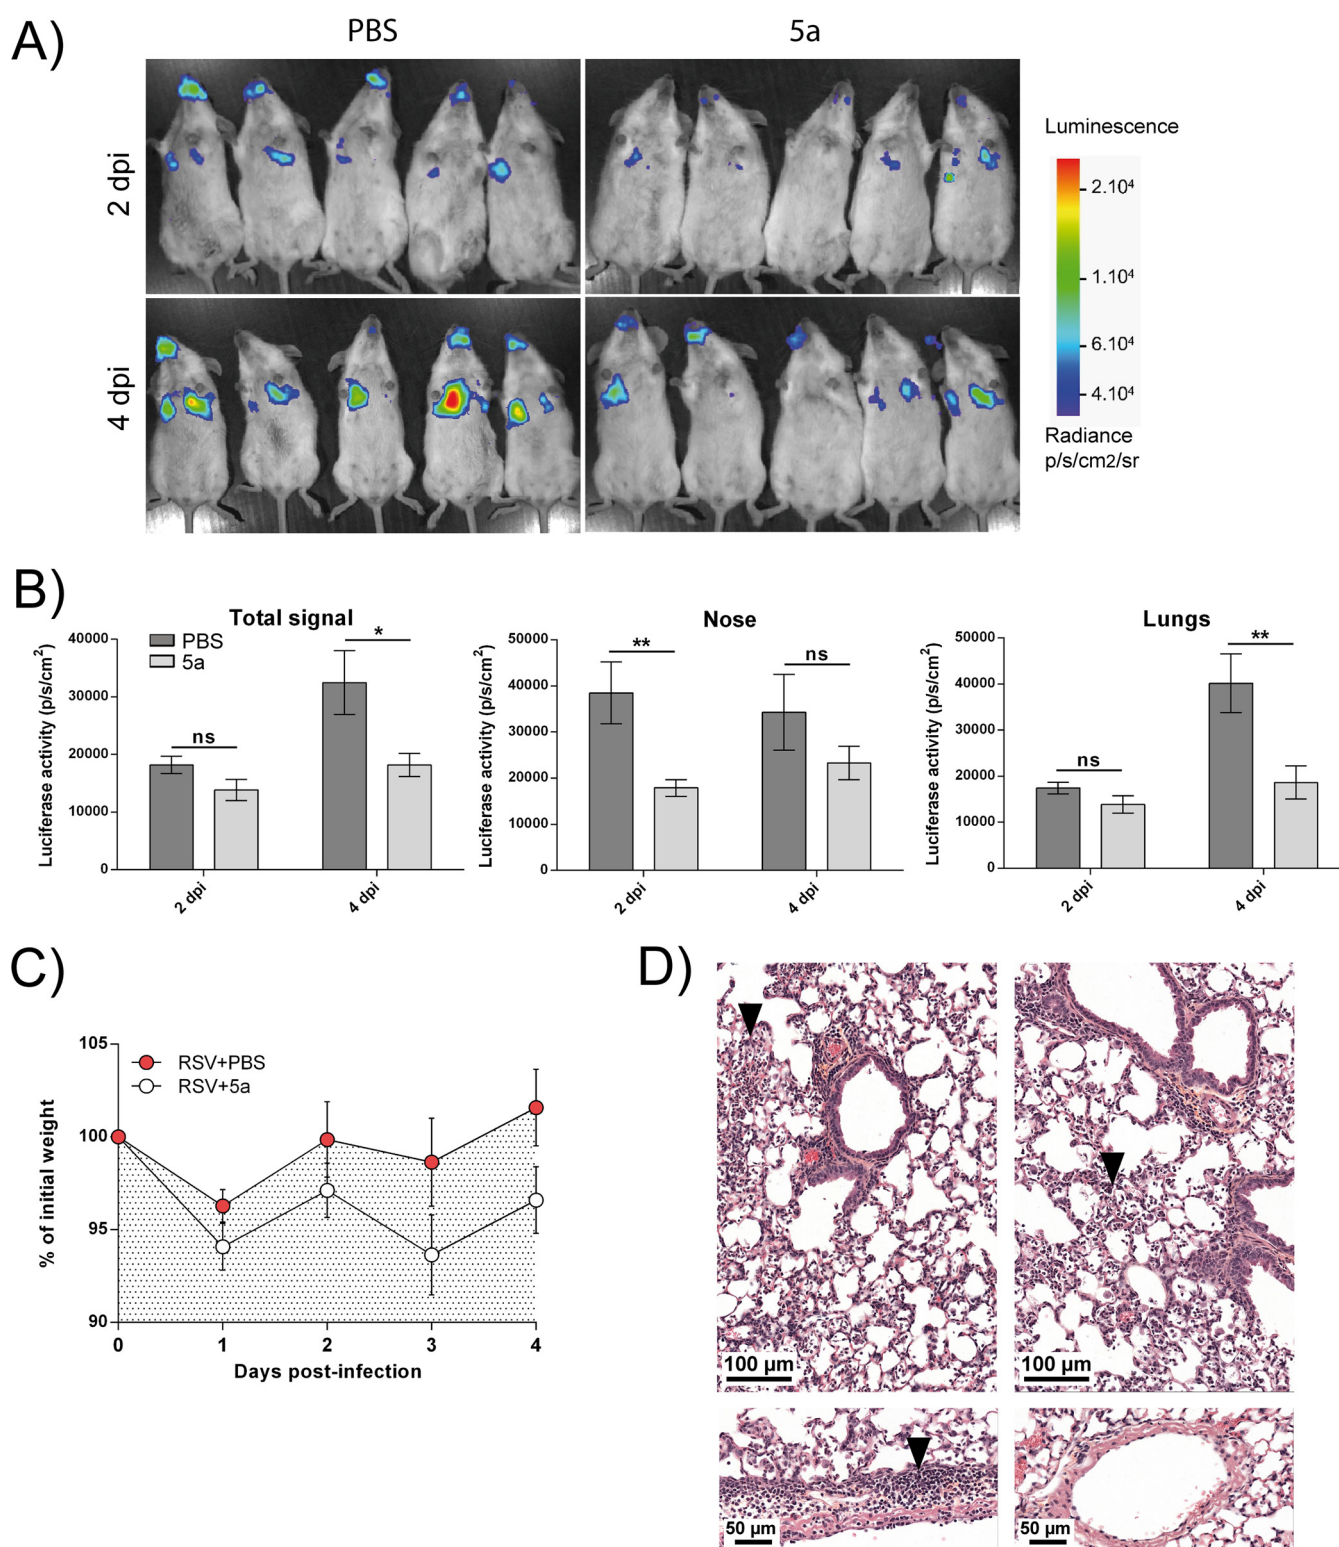 A)
PBS
5a
2 dpi
4 dpi
Luminescence
2.10⁴
1.10⁴
6.10⁴
4.10⁴
Radiance
p/s/cm2/sr
B)
Total signal
Luciferase activity (p/s/cm²)
40000
30000
20000
10000
0
PBS
5a
ns
*
2 dpi
4 dpi
Nose
Luciferase activity (p/s/cm²)
50000
40000
30000
20000
10000
0
**
ns
2 dpi
4 dpi
Lungs
Luciferase activity (p/s/cm²)
50000
40000
30000
20000
10000
0
ns
**
2 dpi
4 dpi
C)
% of initial weight
105
100
95
90
RSV+PBS
RSV+5a
0 1 2 3 4
Days post-infection
D)
100 µm
100 µm
50 µm
50 µm